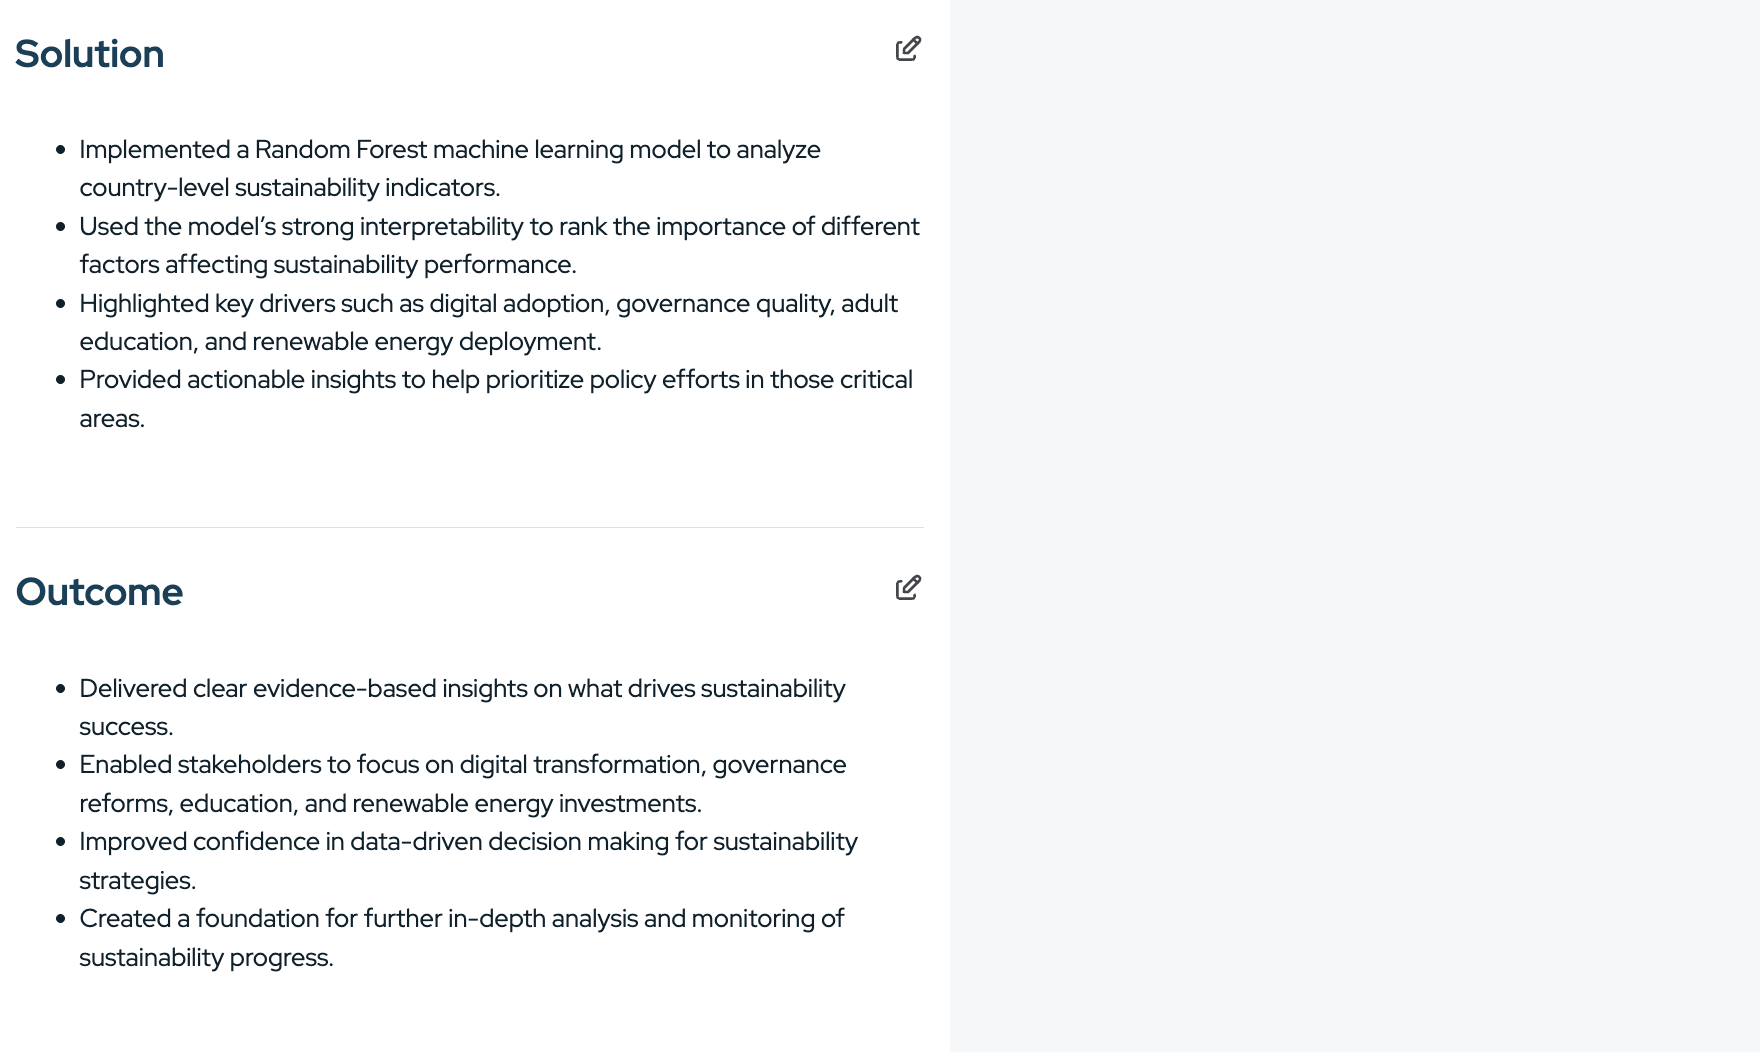 Solution
• Implemented a Random Forest machine learning model to analyze
country-level sustainability indicators.
• Used the model’s strong interpretability to rank the importance of different
factors affecting sustainability performance.
• Highlighted key drivers such as digital adoption, governance quality, adult
education, and renewable energy deployment.
• Provided actionable insights to help prioritize policy efforts in those critical
areas.
Outcome
• Delivered clear evidence-based insights on what drives sustainability
success.
• Enabled stakeholders to focus on digital transformation, governance
reforms, education, and renewable energy investments.
• Improved confidence in data-driven decision making for sustainability
strategies.
• Created a foundation for further in-depth analysis and monitoring of
sustainability progress.